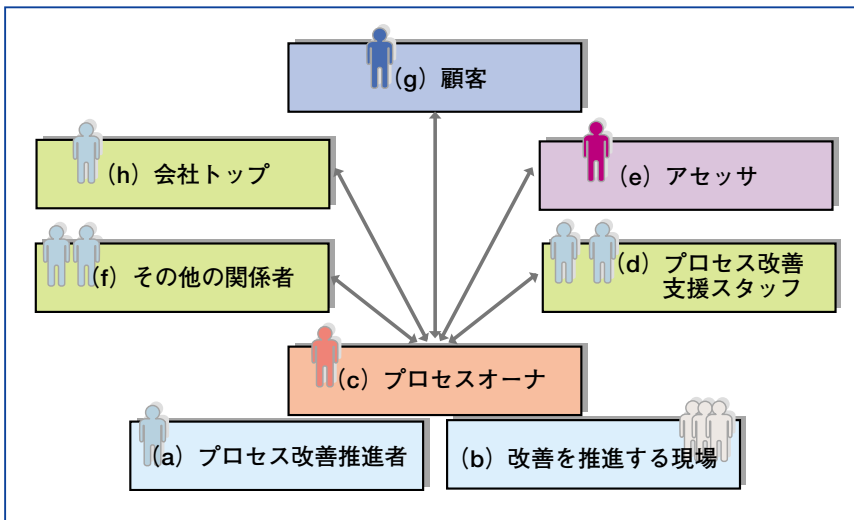 (g) 顧客
(h) 会社トップ
(e) アセッサ
(f) その他の関係者
(d) プロセス改善
支援スタッフ
(c) プロセスオーナ
(a) プロセス改善推進者
(b) 改善を推進する現場